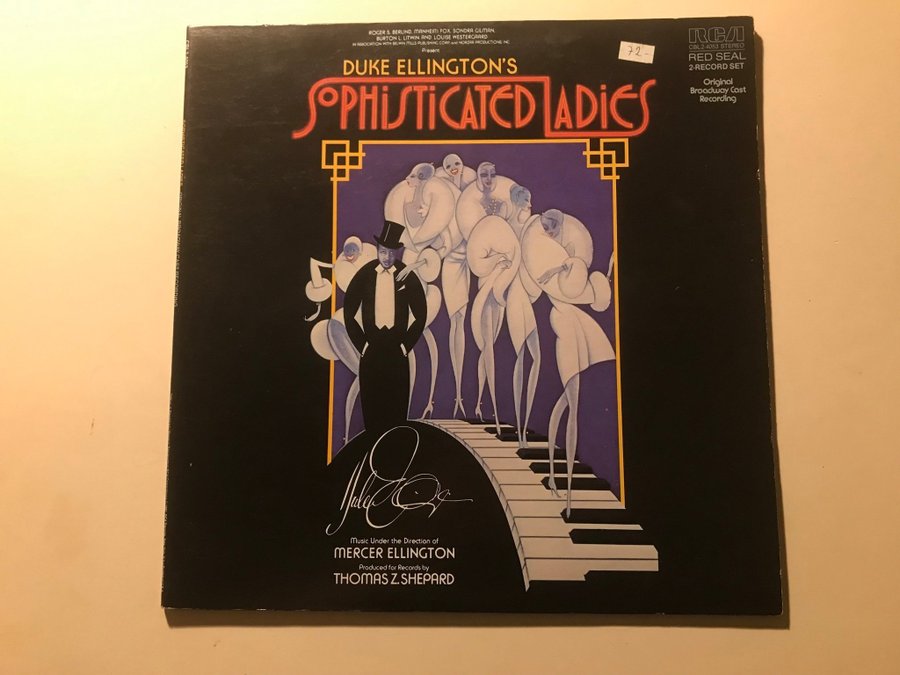 ROGER S. BERLIND, MANHEIM FOX, SONDRA GILMAN,
BURTON L. LITWIN, AND LOUISE WESTERGAARD
IN ASSOCIATION WITH BELWIN MILLS PUBLISHING CORP. AND NORZAR PRODUCTIONS, INC.
Present
DUKE ELLINGTON'S
SOPHISTICATED LADIES
72.-
RCA
CBL2-4053 STEREO
RED SEAL
2-RECORD SET
Original
Broadway Cast
Recording
Duke Ellington
Music Under the Direction of
MERCER ELLINGTON
Produced for Records by
THOMAS Z. SHEPARD